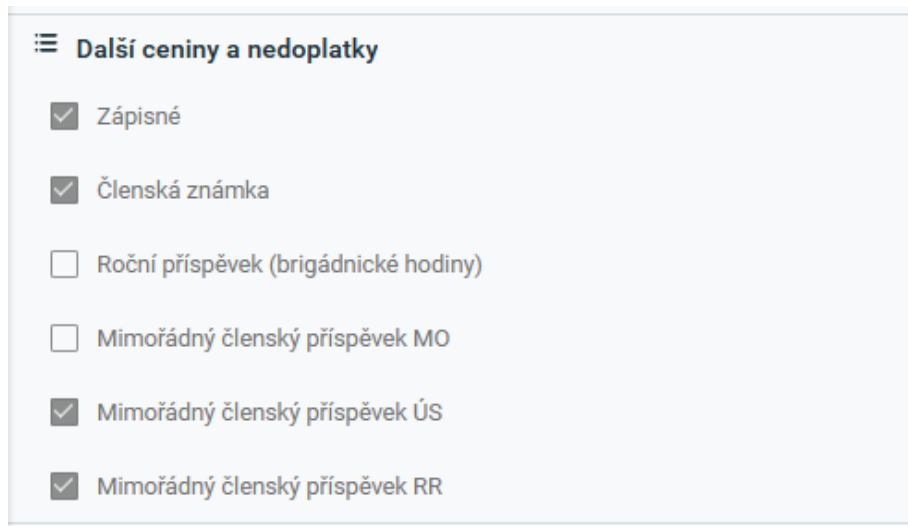 Další ceniny a nedoplatky
Zápisné
Členská známka
Roční příspěvek (brigádnické hodiny)
Mimořádný členský příspěvek MO
Mimořádný členský příspěvek ÚS
Mimořádný členský příspěvek RR